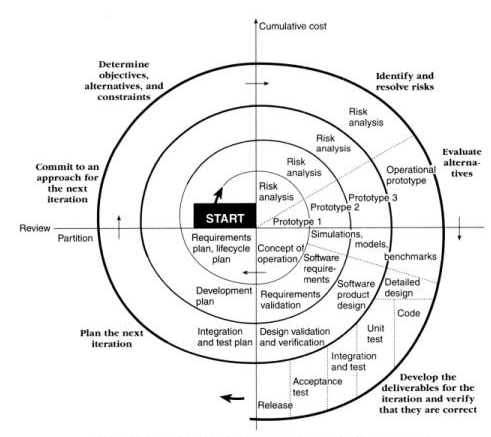 Cumulative cost
Determine
objectives,
alternatives, and
constraints
Identify and
resolve risks
Risk
analysis
Risk
analysis
Risk
analysis
Risk
analysis
Evaluate
alterna-
tives
Operational
prototype
Commit to an
approach for
the next
iteration
Prototype 3
Prototype 2
Prototype 1
START
Review
Partition
Requirements
plan, lifecycle
plan
Concept of
operation
Simulations,
models,
benchmarks
Software
require-
ments
Development
plan
Requirements
validation
Software
product
design
Detailed
design
Code
Plan the next
iteration
Integration
and test plan
Design validation
and verification
Unit
test
Integration
and test
Acceptance
test
Release
Develop the
deliverables for the
iteration and verify
that they are correct